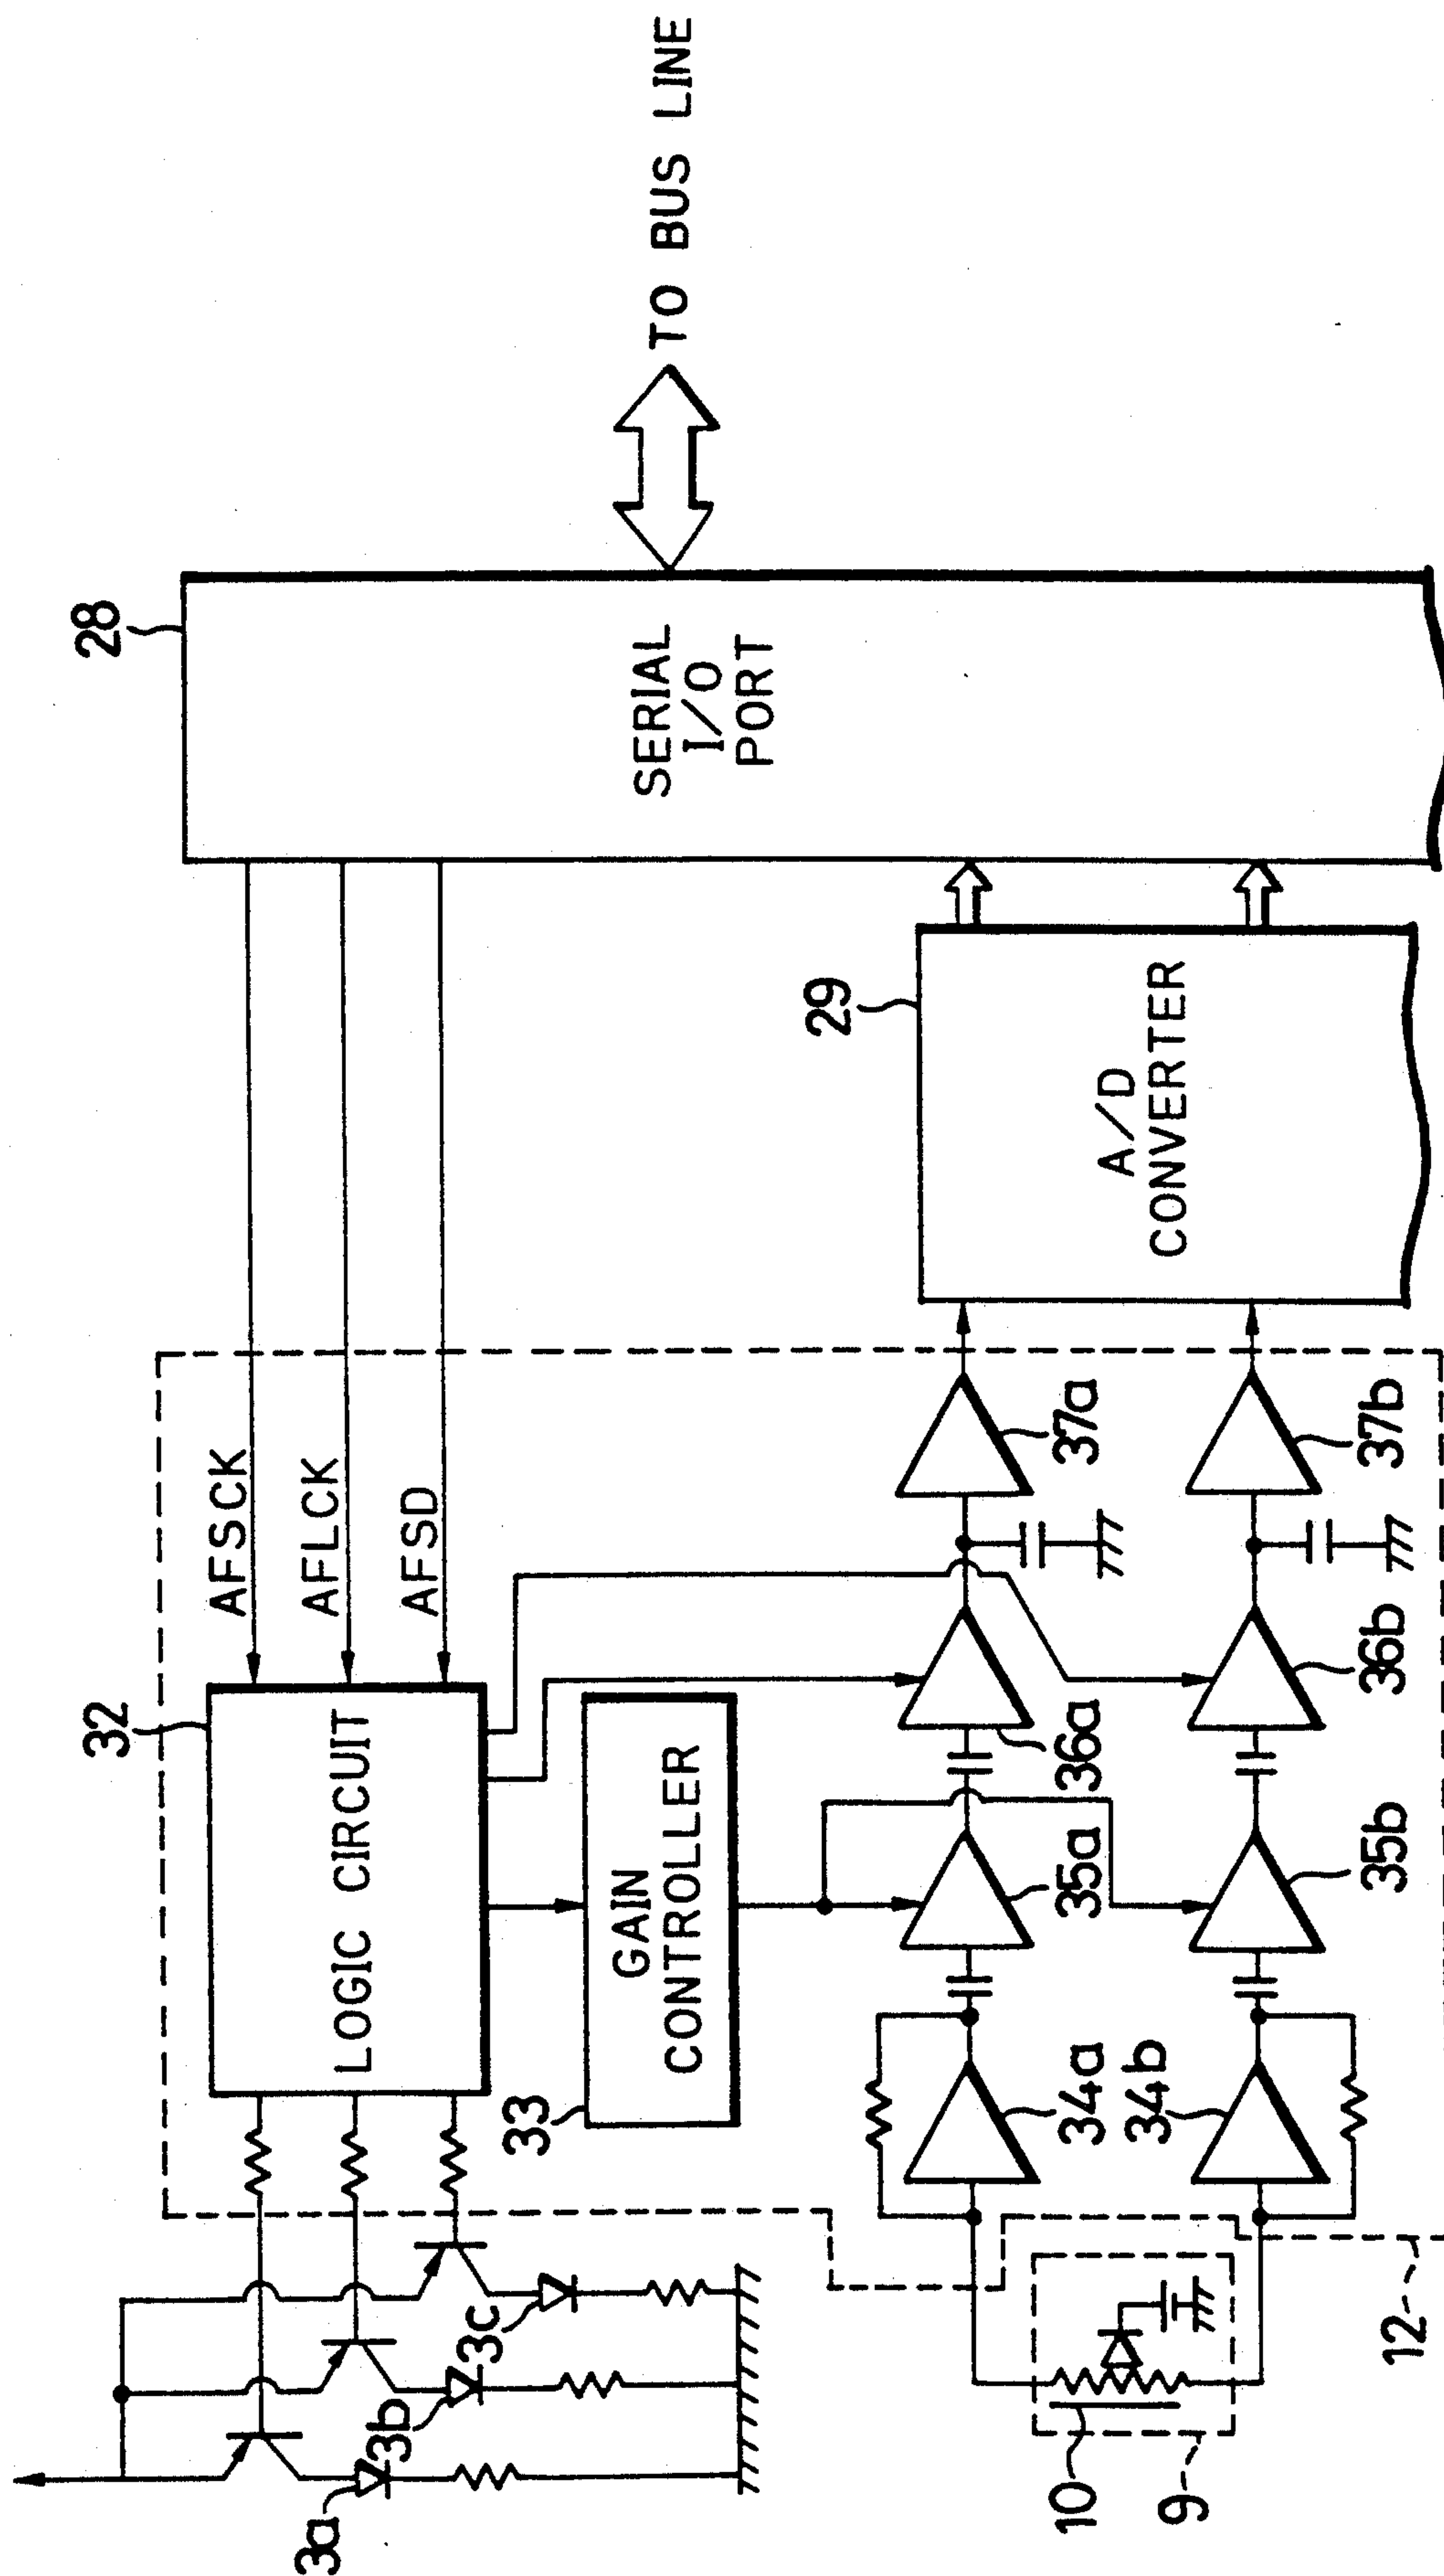 28
SERIAL
I/O
PORT
TO BUS LINE
32
LOGIC CIRCUIT
AFSCK
AFLCK
AFSD
33
GAIN
CONTROLLER
29
A/D
CONVERTER
3a
3b
3c
34a
34b
35a
35b
36a
36b
37a
37b
10
9
12